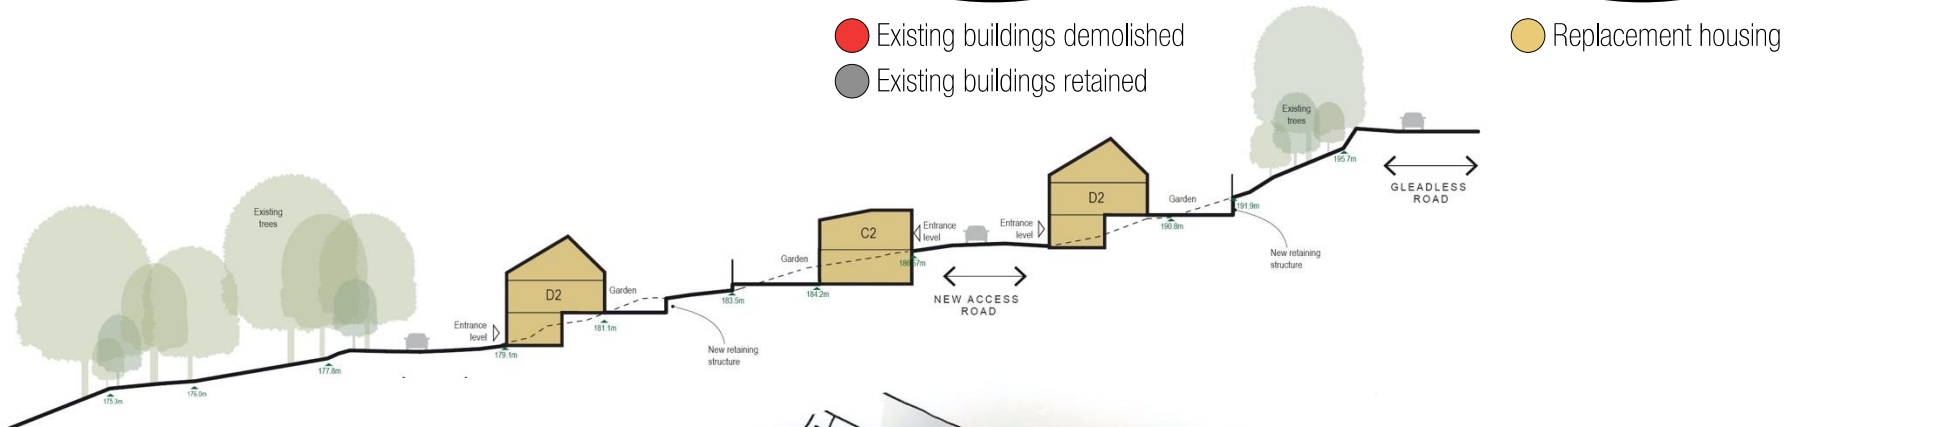 Existing buildings demolished
Existing buildings retained
Replacement housing
Existing
trees
195.7m
GLEADLESS
ROAD
D2
Garden
191.9m
190.8m
New retaining
structure
Entrance
level
Entrance
level
C2
Garden
184.2m
183.5m
NEW ACCESS
ROAD
Existing
trees
D2
Garden
181.1m
New retaining
structure
Entrance
level
179.1m
177.8m
176.0m
175.3m